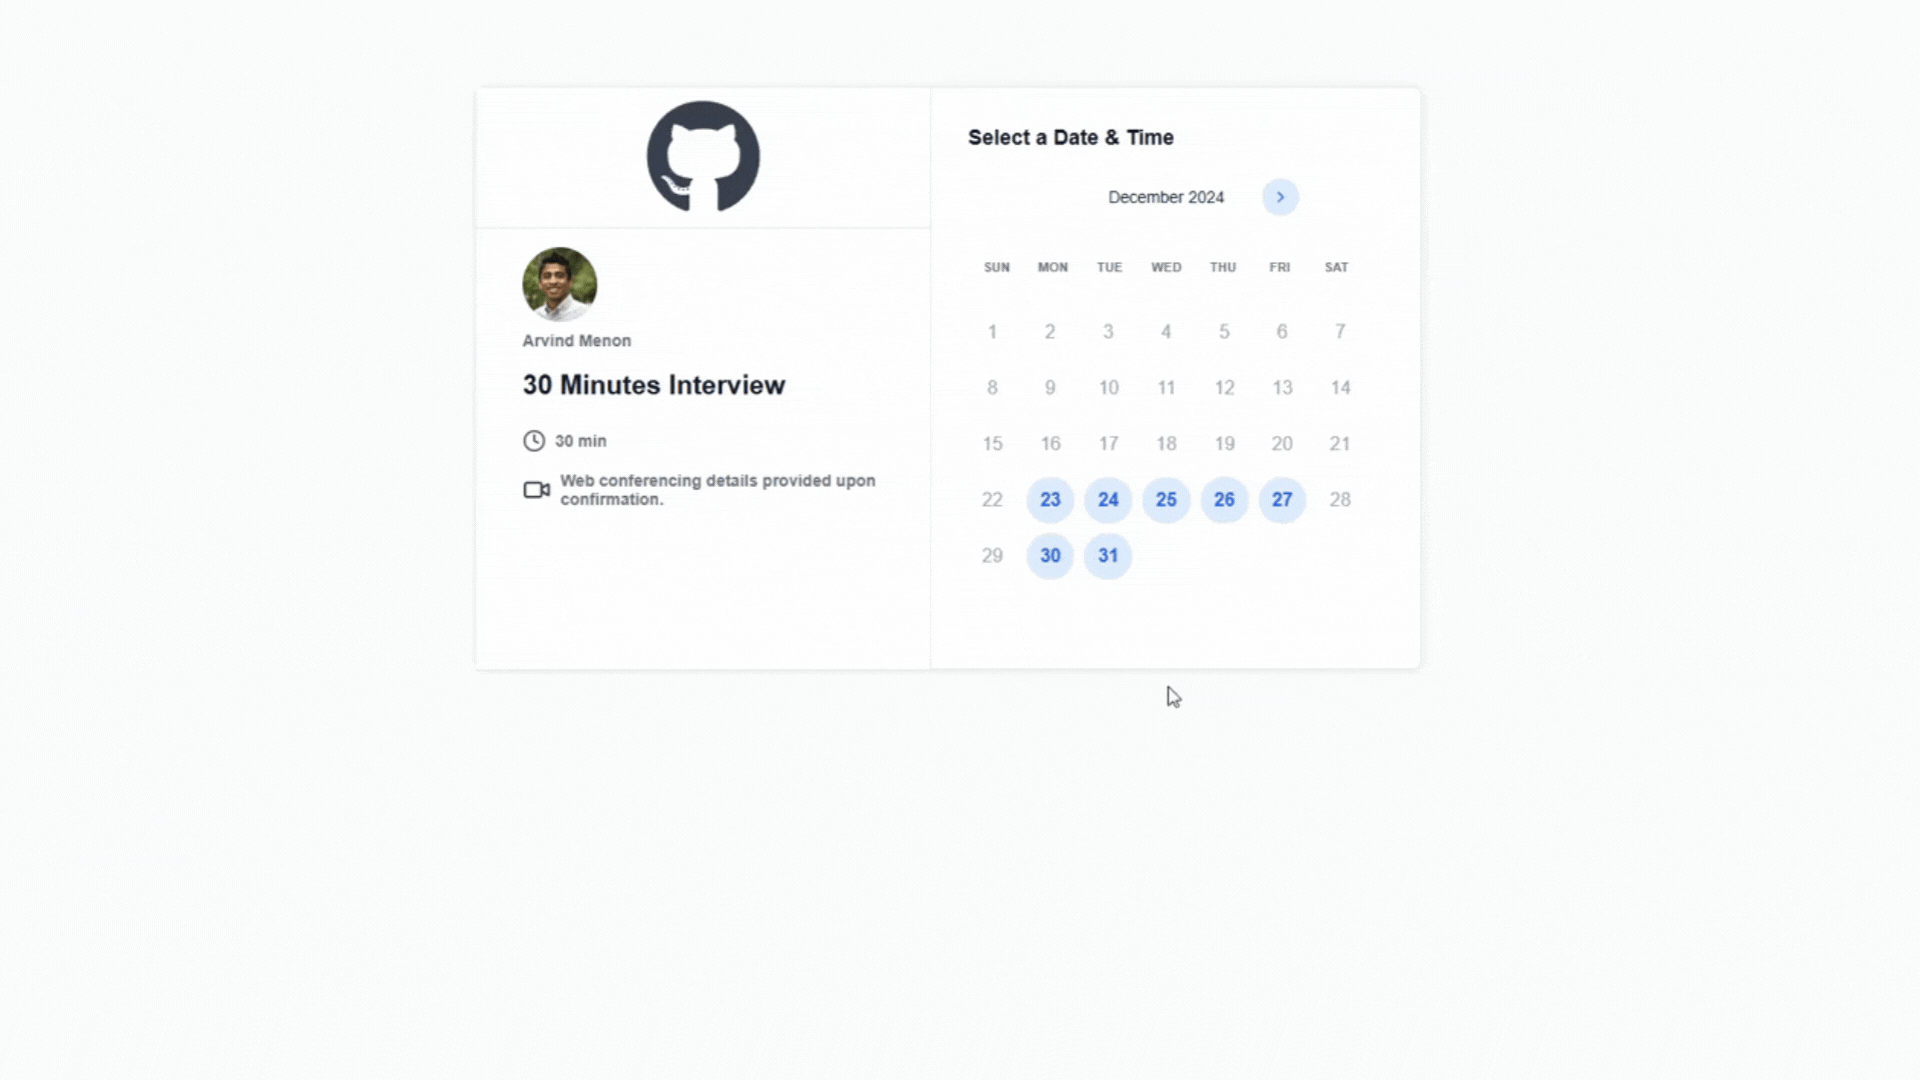 Arvind Menon
30 Minutes Interview
30 min
Web conferencing details provided upon
confirmation.
Select a Date & Time
December 2024
SUN MON TUE WED THU FRI SAT
1 2 3 4 5 6 7
8 9 10 11 12 13 14
15 16 17 18 19 20 21
22 23 24 25 26 27 28
29 30 31